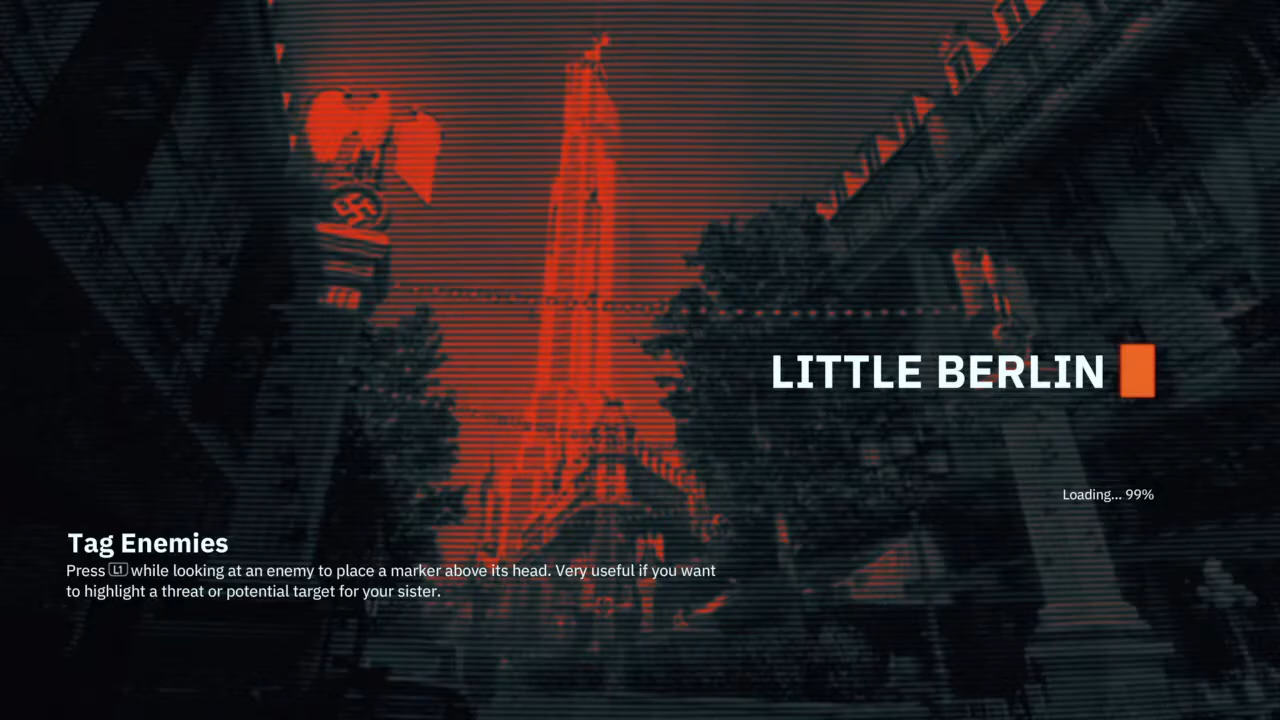 LITTLE BERLIN
Loading... 99%
Tag Enemies
Press L1 while looking at an enemy to place a marker above its head. Very useful if you want
to highlight a threat or potential target for your sister.